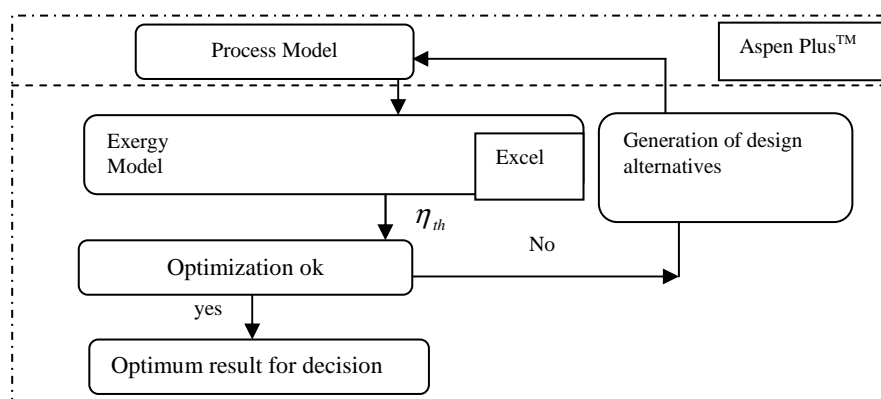 Process Model
Aspen Plus™
Exergy
Model
Excel
Generation of design
alternatives
η th
No
Optimization ok
yes
Optimum result for decision